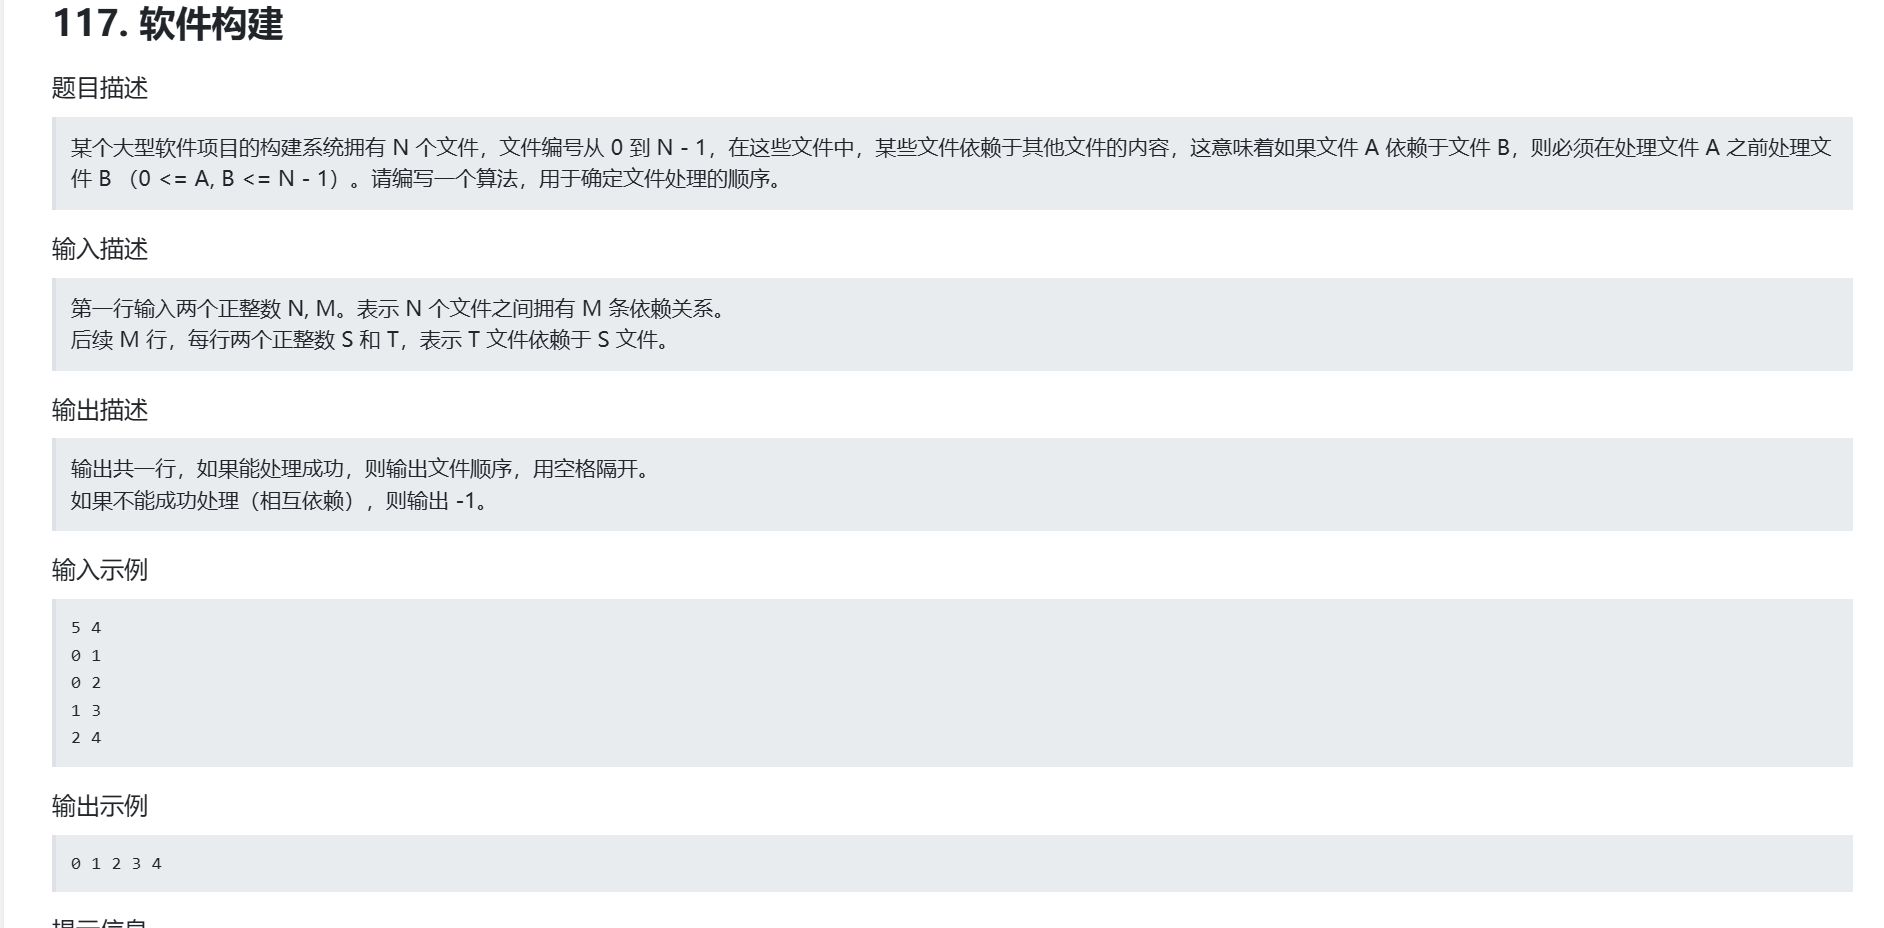 117. 软件构建
题目描述
某个大型软件项目的构建系统拥有 N 个文件，文件编号从 0 到 N - 1，在这些文件中，某些文件依赖于其他文件的内容，这意味着如果文件 A 依赖于文件 B，则必须在处理文件 A 之前处理文
件 B （0 <= A, B <= N - 1）。请编写一个算法，用于确定文件处理的顺序。
输入描述
第一行输入两个正整数 N, M。表示 N 个文件之间拥有 M 条依赖关系。
后续 M 行，每行两个正整数 S 和 T，表示 T 文件依赖于 S 文件。
输出描述
输出共一行，如果能处理成功，则输出文件顺序，用空格隔开。
如果不能成功处理（相互依赖），则输出 -1。
输入示例
5 4
0 1
0 2
1 3
2 4
输出示例
0 1 2 3 4
提示信息